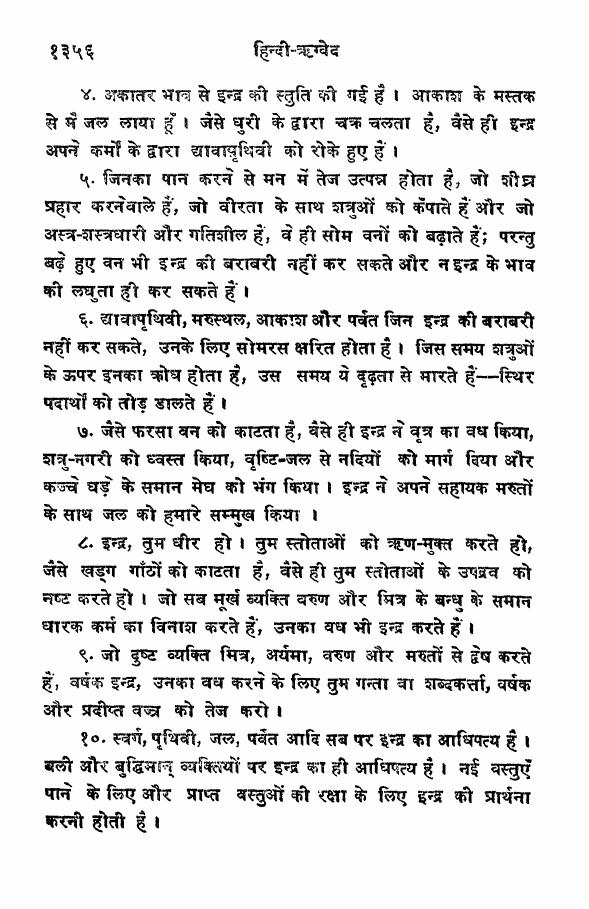 १३५६ हिन्दी-ऋग्वेद
४. अकातर भाव से इन्द्र की स्तुति की गई है । आकाश के मस्तक
से मैं जल लाया हूँ । जैसे धुरी के द्वारा चक्र चलता है, वैसे ही इन्द्र
अपने कर्मों के द्वारा द्यावापृथिवी को रोके हुए हैं ।
५. जिनका पान करने से मन में तेज उत्पन्न होता है, जो शीघ्र
प्रहार करनेवाले हैं, जो वीरता के साथ शत्रुओं को कँपाते हैं और जो
अस्त्र-शस्त्रधारी और गतिशील हैं, वे ही सोम वनों को बढ़ाते हैं; परन्तु
बढ़े हुए वन भी इन्द्र की बराबरी नहीं कर सकते और न इन्द्र के भाव
की लघुता ही कर सकते हैं ।
६. द्यावापृथिवी, मरुस्थल, आकाश और पर्वत जिन इन्द्र की बराबरी
नहीं कर सकते, उनके लिए सोमरस क्षरित होता है । जिस समय शत्रुओं
के ऊपर इनका क्रोध होता है, उस समय ये दृढ़ता से मारते हैं--स्थिर
पदार्थों को तोड़ डालते हैं ।
७. जैसे फरसा वन को काटता है, वैसे ही इन्द्र ने वृत्र का वध किया,
शत्रु-नगरी को ध्वस्त किया, वृष्टि-जल से नदियों को मार्ग दिया और
कच्चे घड़े के समान मेघ को भंग किया । इन्द्र ने अपने सहायक मरुतों
के साथ जल को हमारे सम्मुख किया ।
८. इन्द्र, तुम धीर हो । तुम स्तोताओं को ऋण-मुक्त करते हो,
जैसे खड्ग गाँठों को काटता है, वैसे ही तुम स्तोताओं के उपद्रव को
नष्ट करते हो । जो सब मूर्ख व्यक्ति वरुण और मित्र के बन्धु के समान
धारक कर्म का विनाश करते हैं, उनका वध भी इन्द्र करते हैं ।
९. जो दुष्ट व्यक्ति मित्र, अर्यमा, वरुण और मरुतों से द्वेष करते
हैं, वर्षक इन्द्र, उनका वध करने के लिए तुम गन्ता वा शब्दकर्त्ता, वर्षक
और प्रदीप्त वज्र को तेज करो ।
१०. स्वर्ग, पृथिवी, जल, पर्वत आदि सब पर इन्द्र का आधिपत्य है ।
बली और बुद्धिमान् व्यक्तियों पर इन्द्र का ही आधिपत्य है । नई वस्तुएँ
पाने के लिए और प्राप्त वस्तुओं की रक्षा के लिए इन्द्र की प्रार्थना
करनी होती है ।